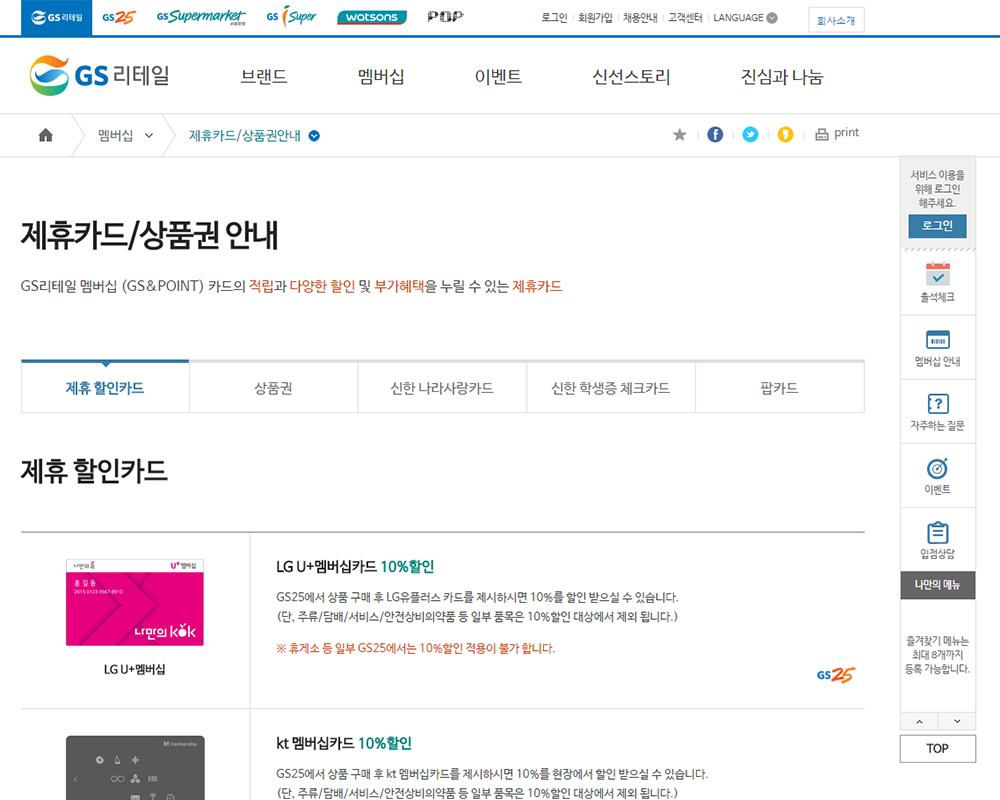 GS리테일
GS25
GS Supermarket 슈퍼마켓
GS i Super
watsons
POP
로그인 회원가입 채용안내 고객센터 LANGUAGE
회사소개
GS리테일
브랜드 멤버십 이벤트 신선스토리 진심과 나눔
멤버십 제휴카드/상품권안내
print
제휴카드/상품권 안내
GS리테일 멤버십 (GS&POINT) 카드의 적립과 다양한 할인 및 부가혜택을 누릴 수 있는 제휴카드
제휴 할인카드 상품권 신한 나라사랑카드 신한 학생증 체크카드 팝카드
제휴 할인카드
나만의 콕 U+멤버십
홍 길 동
2015 0123 4567 8910
나만의 kok
LG U+멤버십
LG U+멤버십카드 10%할인
GS25에서 상품 구매 후 LG유플러스 카드를 제시하시면 10%를 할인 받으실 수 있습니다.
(단, 주류/담배/서비스/안전상비의약품 등 일부 품목은 10%할인 대상에서 제외 됩니다.)
※ 휴게소 등 일부 GS25에서는 10%할인 적용이 불가 합니다.
GS25
kt membership
kt 멤버십카드 10%할인
GS25에서 상품 구매 후 kt 멤버십카드를 제시하시면 10%를 현장에서 할인 받으실 수 있습니다.
(단, 주류/담배/서비스/안전상비의약품 등 일부 품목은 10%할인 대상에서 제외 됩니다.)
서비스 이용을
위해 로그인
해주세요.
로그인
출석체크
멤버십 안내
자주하는 질문
이벤트
입점상담
나만의 메뉴
즐겨찾기 메뉴는
최대 8개까지
등록 가능합니다.
TOP